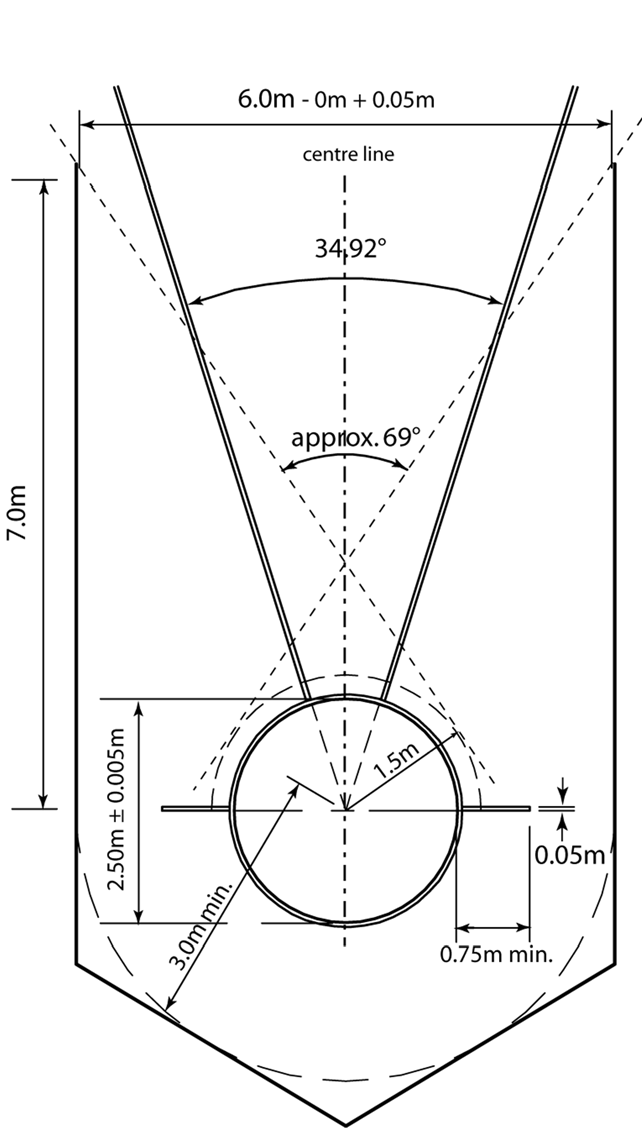 6.0m - 0m + 0.05m
centre line
34.92°
approx. 69°
7.0m
2.50m ± 0.005m
1.5m
0.05m
3.0m min.
0.75m min.